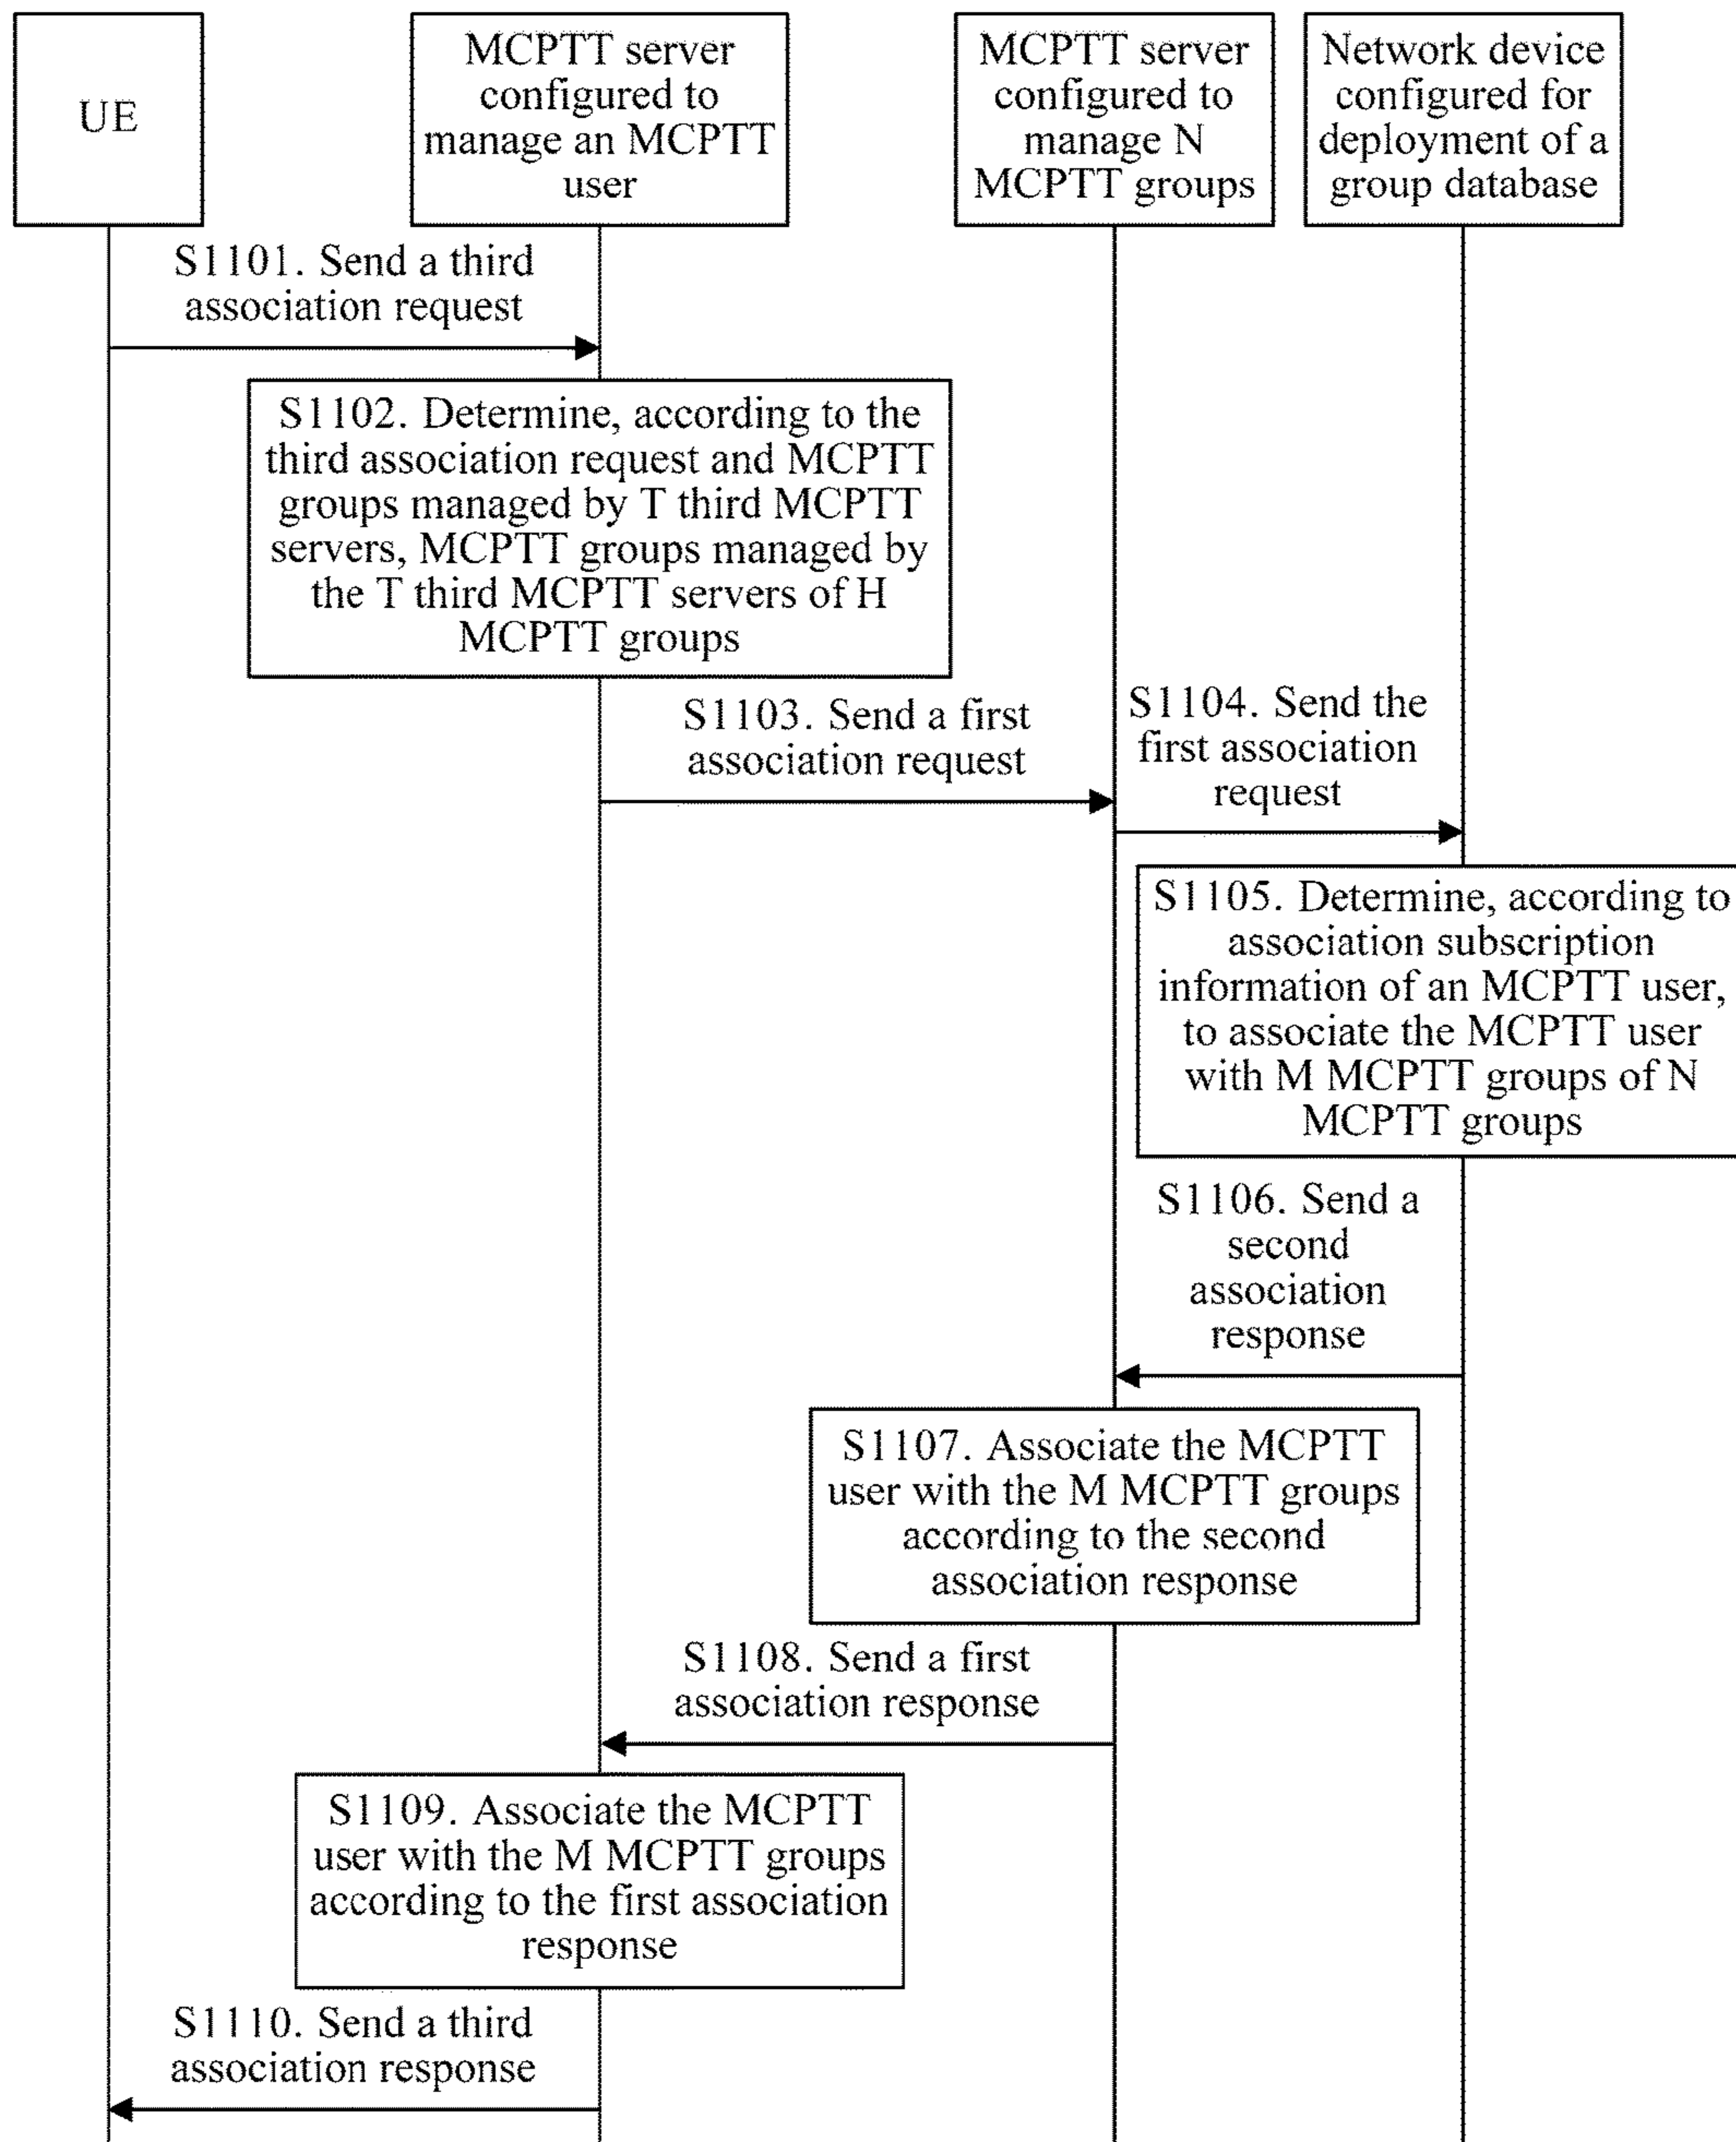 UE
MCPTT server
configured to
manage an MCPTT
user
MCPTT server
configured to
manage N
MCPTT groups
Network device
configured for
deployment of a
group database
S1101. Send a third
association request
S1102. Determine, according to the
third association request and MCPTT
groups managed by T third MCPTT
servers, MCPTT groups managed by
the T third MCPTT servers of H
MCPTT groups
S1103. Send a first
association request
S1104. Send the
first association
request
S1105. Determine, according to
association subscription
information of an MCPTT user,
to associate the MCPTT user
with M MCPTT groups of N
MCPTT groups
S1106. Send a
second
association
response
S1107. Associate the MCPTT
user with the M MCPTT groups
according to the second
association response
S1108. Send a first
association response
S1109. Associate the MCPTT
user with the M MCPTT groups
according to the first association
response
S1110. Send a third
association response